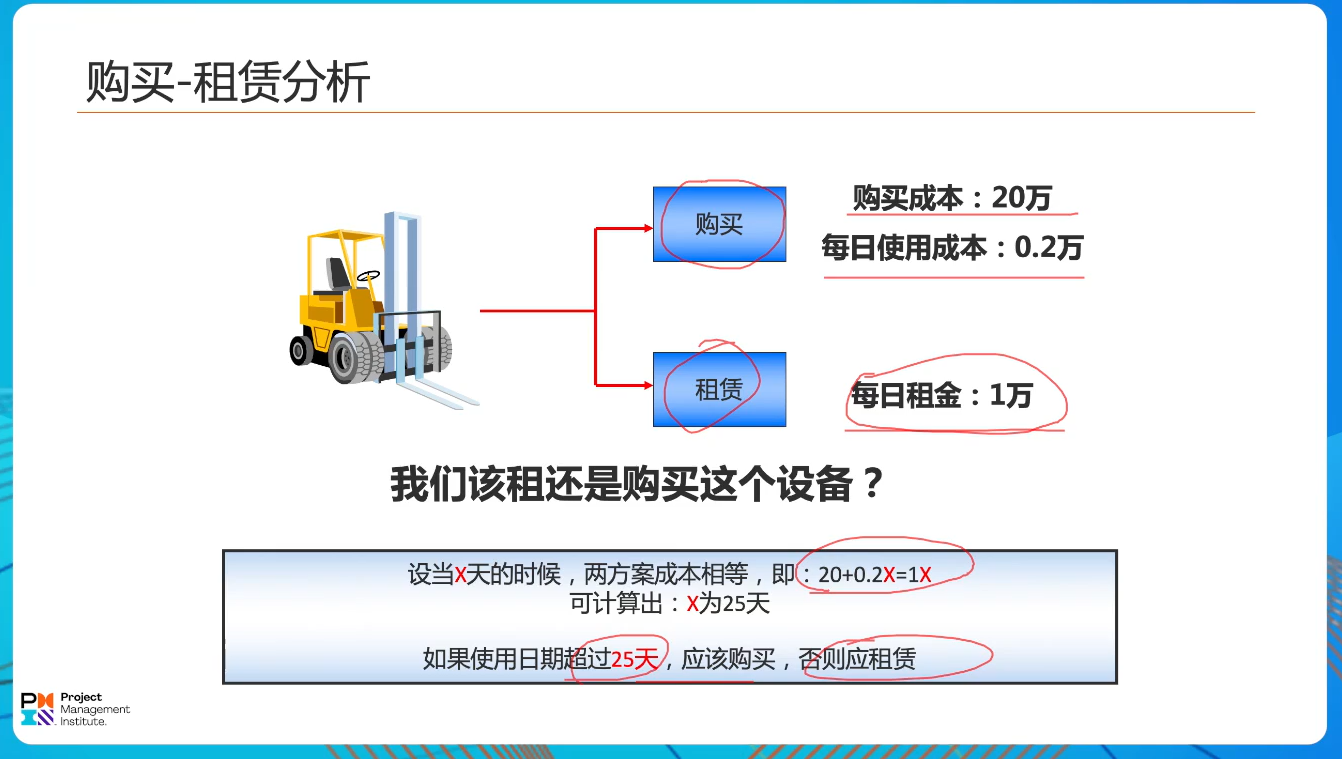 购买-租赁分析
购买
购买成本：20万
每日使用成本：0.2万
租赁
每日租金：1万
我们该租还是购买这个设备？
设当X天的时候，两方案成本相等，即：20+0.2X=1X
可计算出：X为25天
如果使用日期超过25天，应该购买，否则应租赁
Project
Management
Institute.